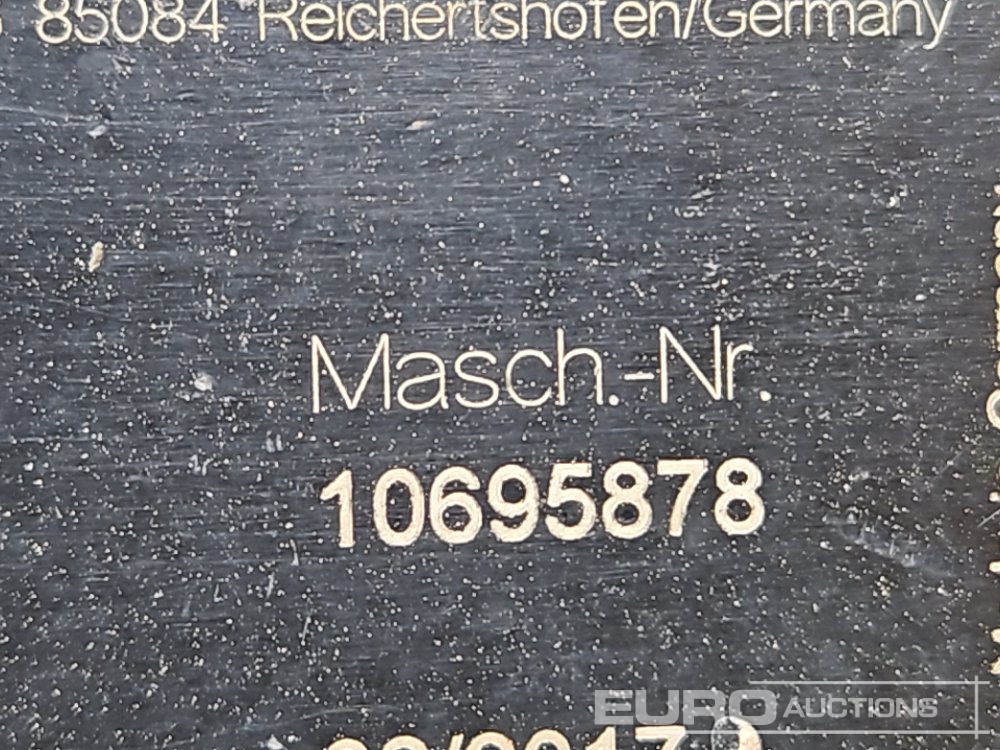 85084 Reichertshofen/Germany
Masch.-Nr.
10695878
EURO AUCTIONS